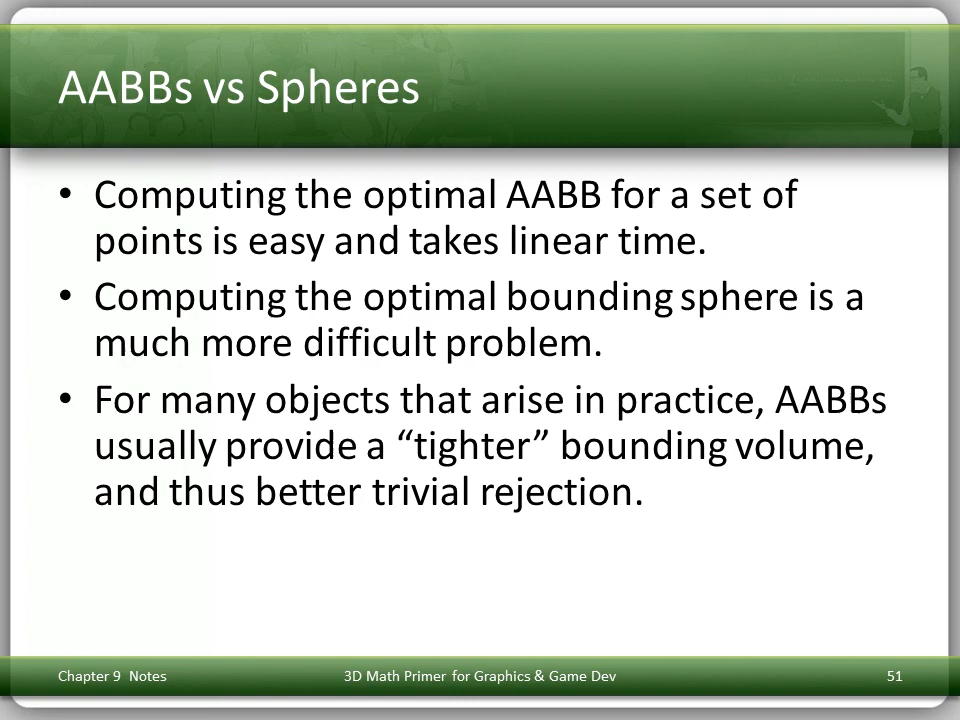 AABBs vs Spheres
• Computing the optimal AABB for a set of
points is easy and takes linear time.
• Computing the optimal bounding sphere is a
much more difficult problem.
• For many objects that arise in practice, AABBs
usually provide a “tighter” bounding volume,
and thus better trivial rejection.
Chapter 9 Notes
3D Math Primer for Graphics & Game Dev
51